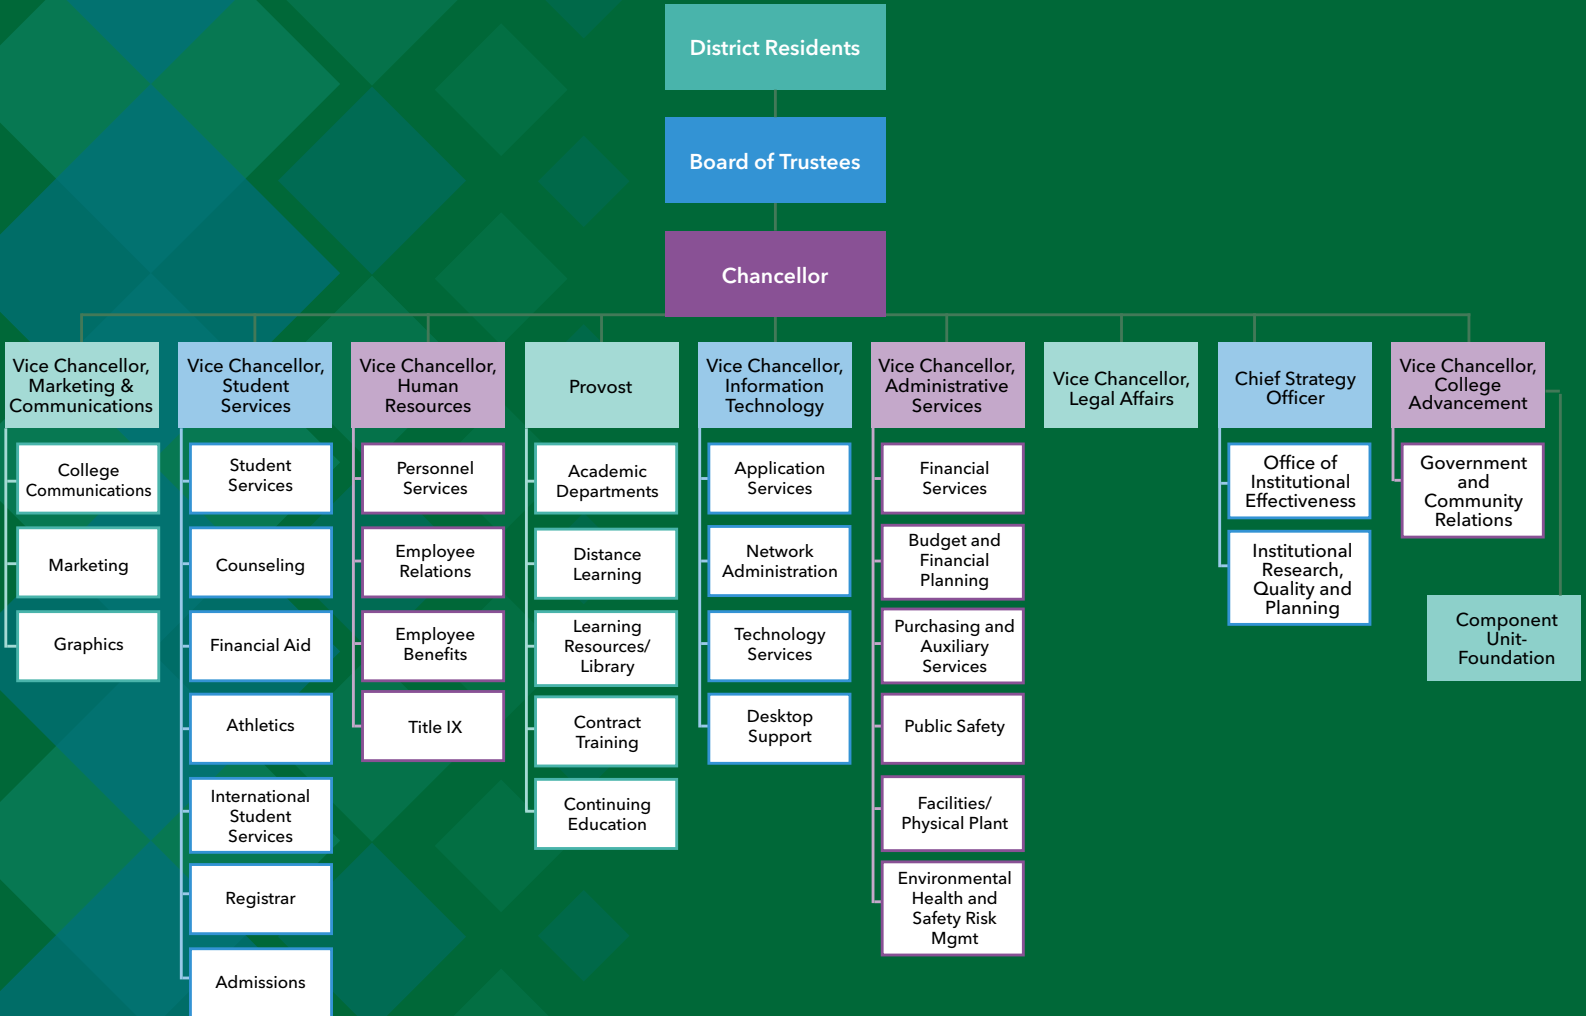 District Residents
Board of Trustees
Chancellor
Vice Chancellor,
Marketing &
Communications
College
Communications
Marketing
Graphics
Vice Chancellor,
Student
Services
Student
Services
Counseling
Financial Aid
Athletics
International
Student
Services
Registrar
Admissions
Vice Chancellor,
Human
Resources
Personnel
Services
Employee
Relations
Employee
Benefits
Title IX
Provost
Academic
Departments
Distance
Learning
Learning
Resources/
Library
Contract
Training
Continuing
Education
Vice Chancellor,
Information
Technology
Application
Services
Network
Administration
Technology
Services
Desktop
Support
Vice Chancellor,
Administrative
Services
Financial
Services
Budget and
Financial
Planning
Purchasing and
Auxiliary
Services
Public Safety
Facilities/
Physical Plant
Environmental
Health and
Safety Risk
Mgmt
Vice Chancellor,
Legal Affairs
Chief Strategy
Officer
Office of
Institutional
Effectiveness
Institutional
Research,
Quality and
Planning
Vice Chancellor,
College
Advancement
Government
and
Community
Relations
Component
Unit-
Foundation